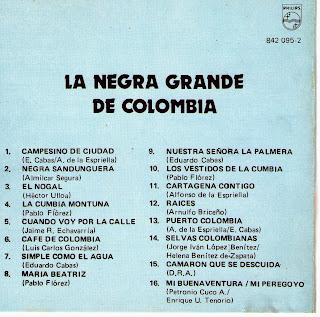 PHILIPS
842 095-2
LA NEGRA GRANDE
DE COLOMBIA
1. CAMPESINO DE CIUDAD
(E. Cabas/A. de la Espriella)
2. NEGRA SANDUNGUERA
(Almilcar Segura)
3. EL NOGAL
(Héctor Ulloa)
4. LA CUMBIA MONTUNA
(Pablo Flórez)
5. CUANDO VOY POR LA CALLE
(Jaime R. Echavarría)
6. CAFE DE COLOMBIA
(Luis Carlos González)
7. SIMPLE COMO EL AGUA
(Eduardo Cabas)
8. MARIA BEATRIZ
(Pablo Flórez)
9. NUESTRA SEÑORA LA PALMERA
(Eduardo Cabas)
10. LOS VESTIDOS DE LA CUMBIA
(Pablo Flórez)
11. CARTAGENA CONTIGO
(Alfonso de la Espriella)
12. RAICES
(Arnulfo Briceño)
13. PUERTO COLOMBIA
(A. de la Espriella/E. Cabas)
14. SELVAS COLOMBIANAS
(Jorge Iván López Benítez/
Helena Benítez de-Zapata)
15. CAMARON QUE SE DESCUIDA
(D.R.A.)
16. MI BUENAVENTURA / MI PEREGOYO
(Petronio Cuco A./
Enrique U. Tenorio)